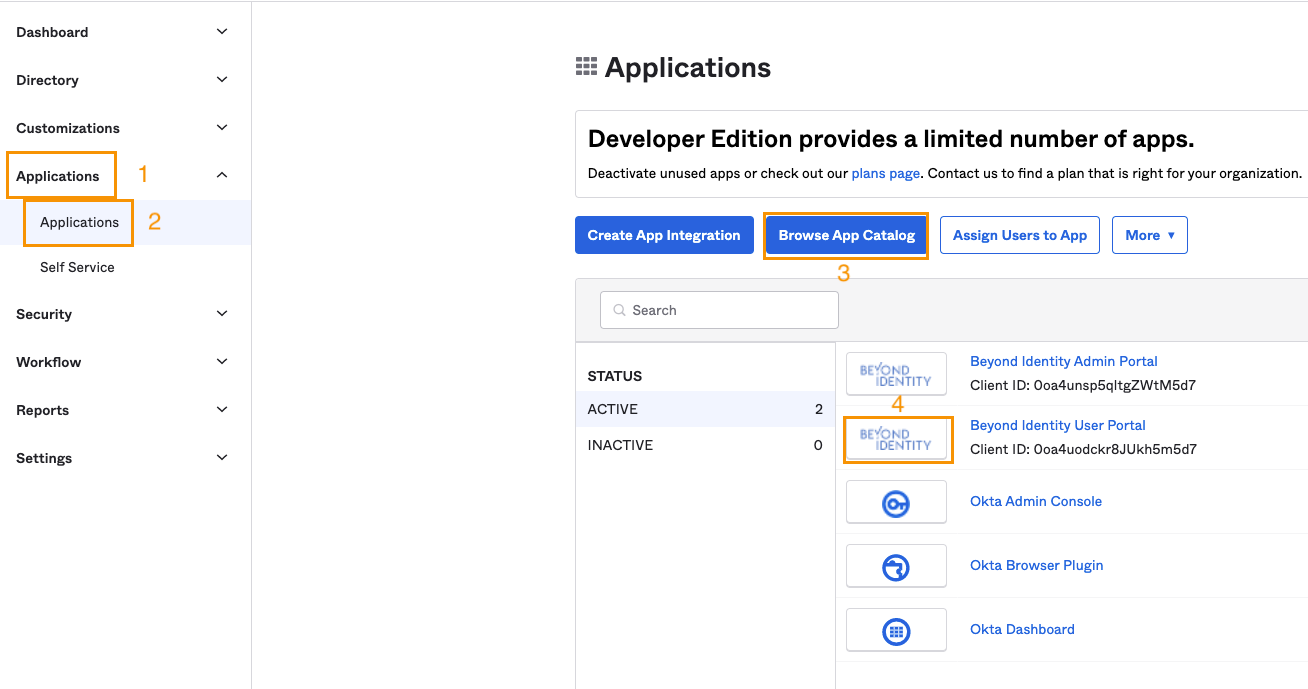 Dashboard
Directory
Customizations
Applications 1
Applications 2
Self Service
Security
Workflow
Reports
Settings
Applications
Developer Edition provides a limited number of apps.
Deactivate unused apps or check out our plans page. Contact us to find a plan that is right for your organization.
Create App Integration
Browse App Catalog
Assign Users to App
More
3
Search
STATUS
ACTIVE 2
INACTIVE 0
BEYOND
IDENTITY
Beyond Identity Admin Portal
Client ID: 0oa4unsp5qltgZWtM5d7
4
BEYOND
IDENTITY
Beyond Identity User Portal
Client ID: 0oa4uodckr8JUkh5m5d7
Okta Admin Console
Okta Browser Plugin
Okta Dashboard